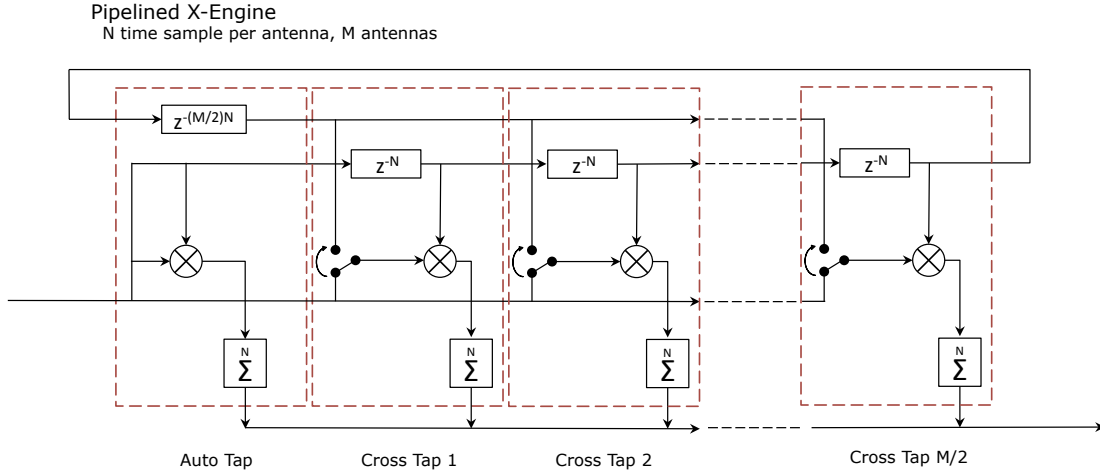 Pipelined X-Engine
N time sample per antenna, M antennas
z-(M/2)N
z-N
z-N
z-N
N
Σ
N
Σ
N
Σ
N
Σ
Auto Tap
Cross Tap 1
Cross Tap 2
Cross Tap M/2